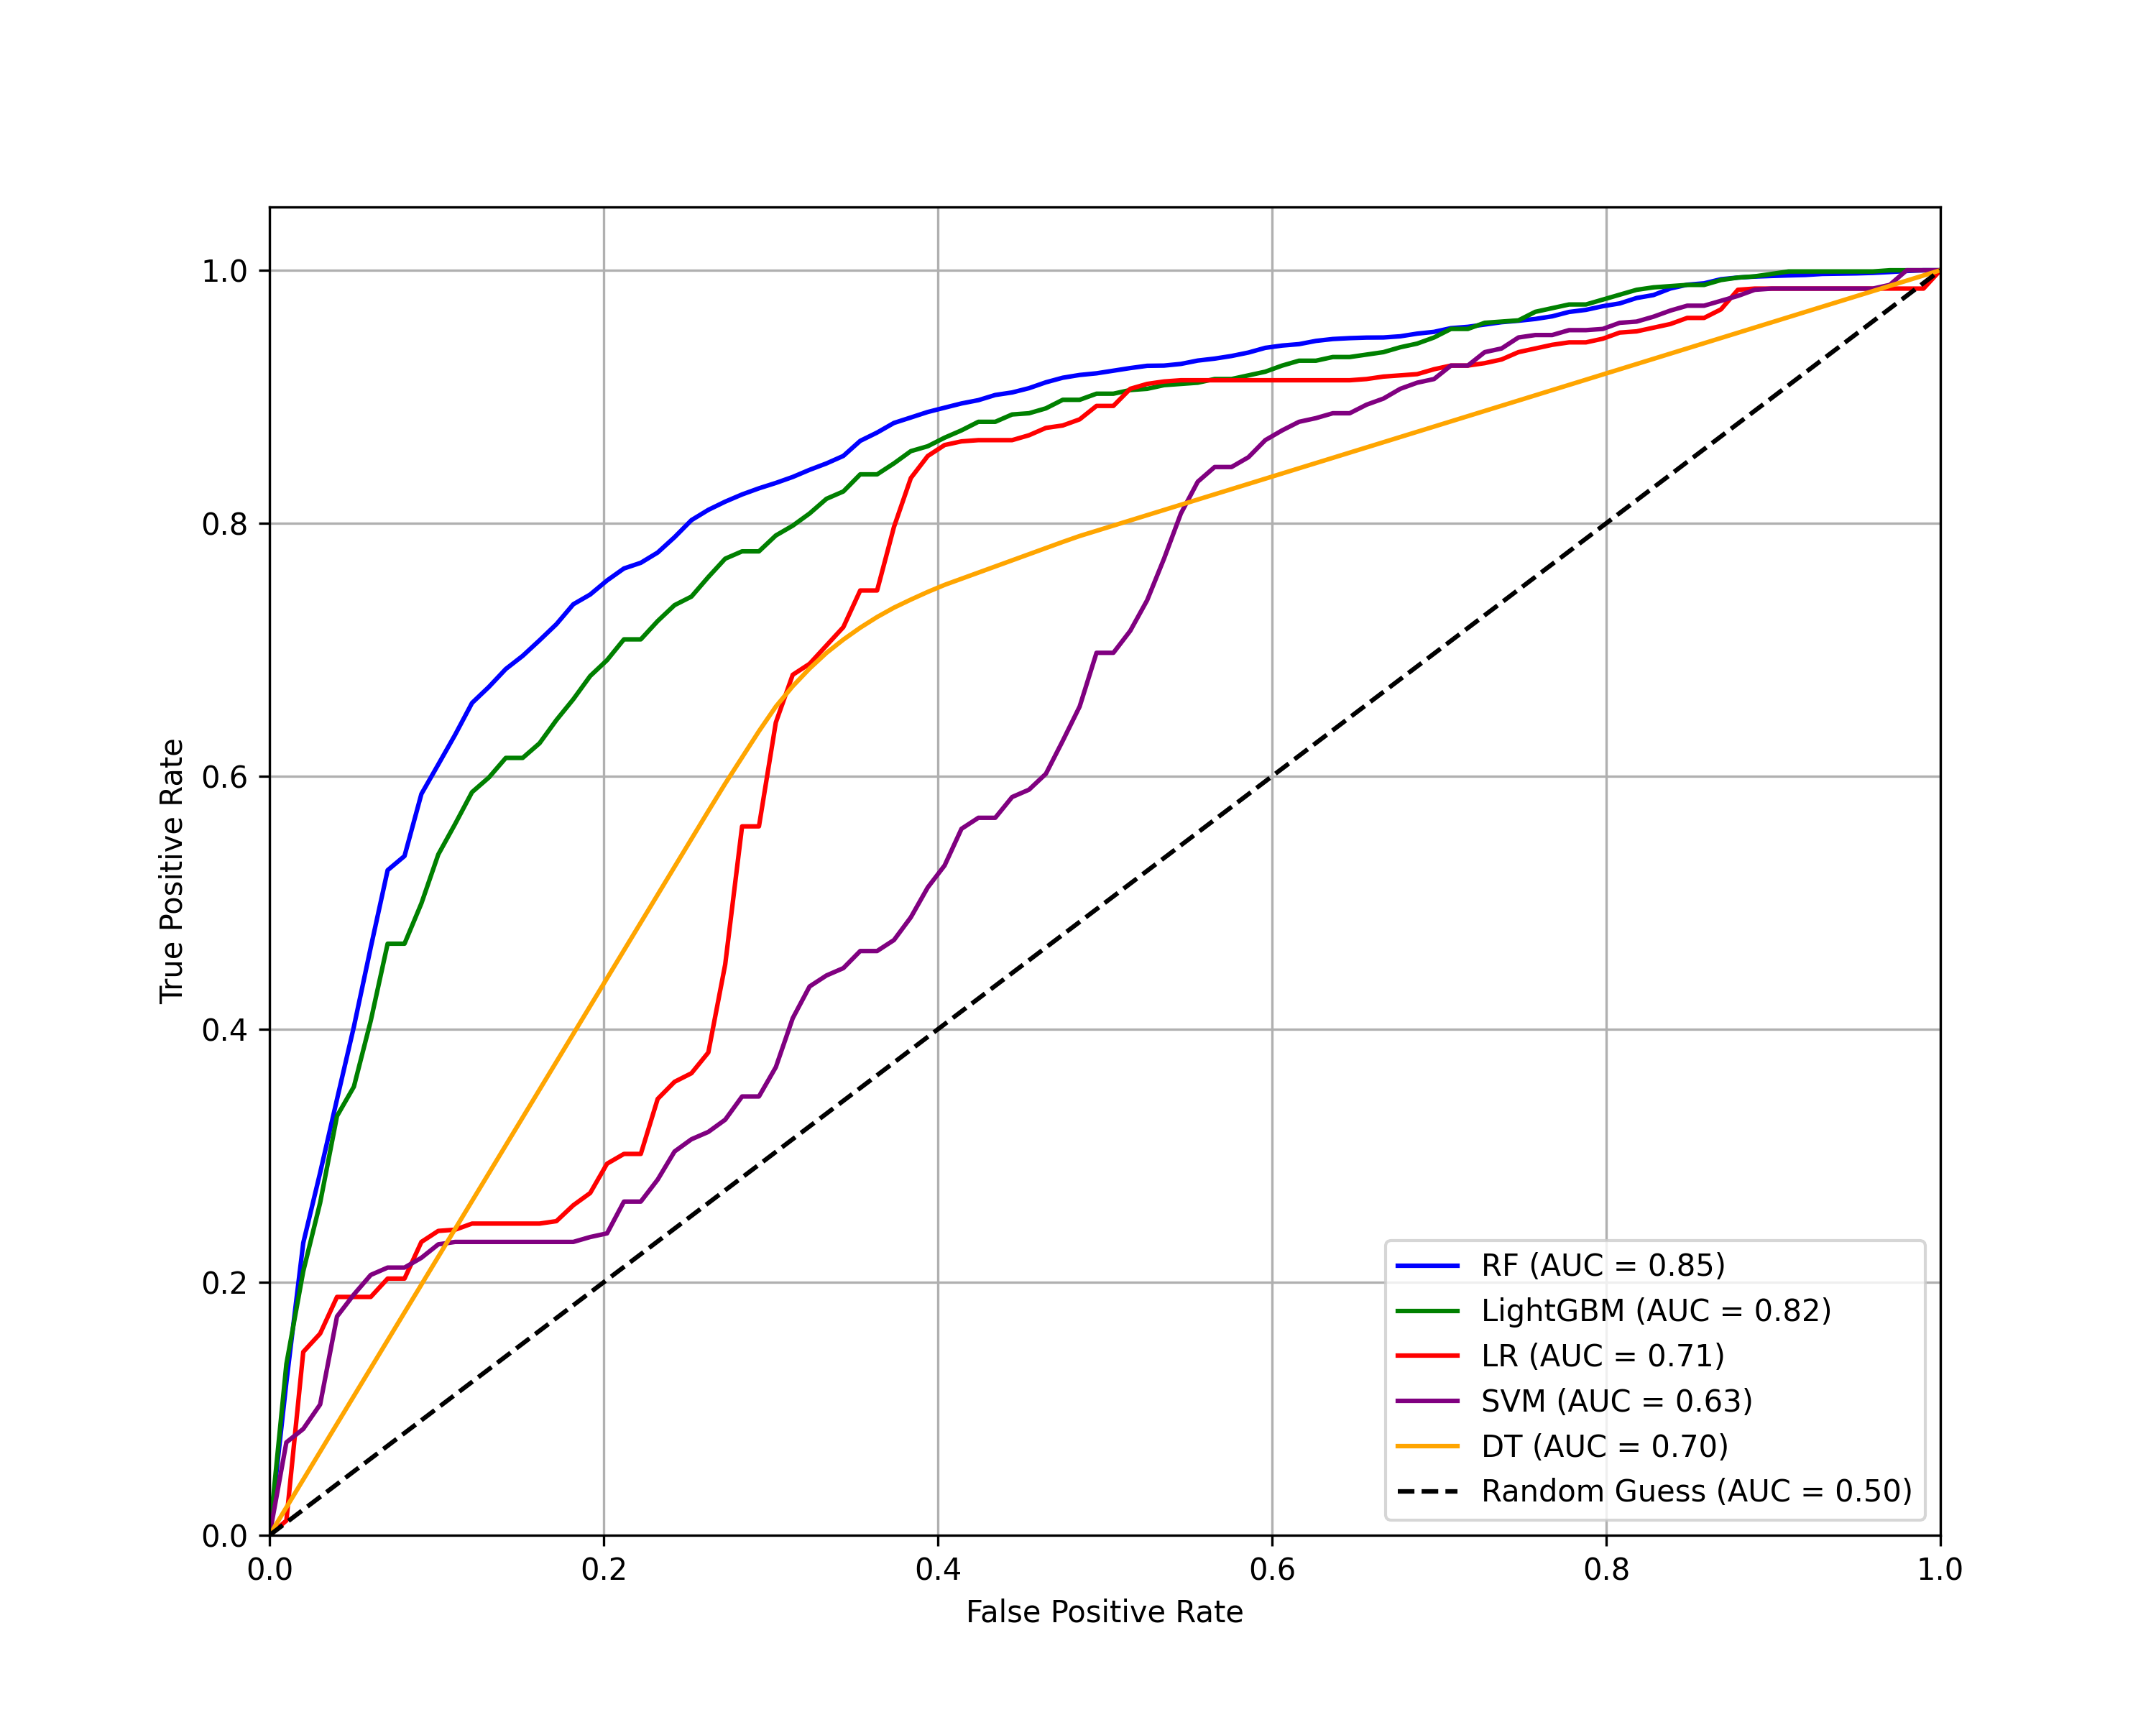 1.0
0.8
0.6
0.4
0.2
0.0
True Positive Rate
0.0 0.2 0.4 0.6 0.8 1.0
False Positive Rate
RF (AUC = 0.85)
LightGBM (AUC = 0.82)
LR (AUC = 0.71)
SVM (AUC = 0.63)
DT (AUC = 0.70)
Random Guess (AUC = 0.50)